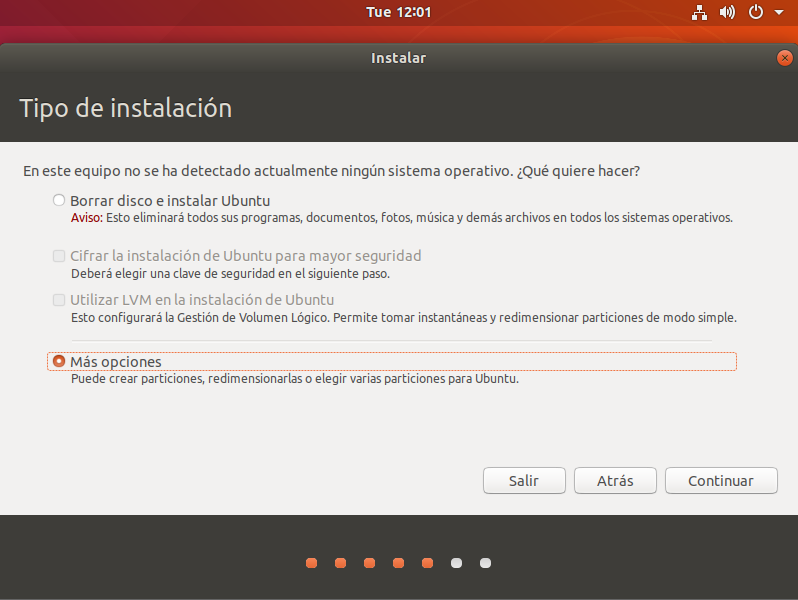 Tue 12:01
Instalar
Tipo de instalación
En este equipo no se ha detectado actualmente ningún sistema operativo. ¿Qué quiere hacer?
Borrar disco e instalar Ubuntu
Aviso: Esto eliminará todos sus programas, documentos, fotos, música y demás archivos en todos los sistemas operativos.
Cifrar la instalación de Ubuntu para mayor seguridad
Deberá elegir una clave de seguridad en el siguiente paso.
Utilizar LVM en la instalación de Ubuntu
Esto configurará la Gestión de Volumen Lógico. Permite tomar instantáneas y redimensionar particiones de modo simple.
Más opciones
Puede crear particiones, redimensionarlas o elegir varias particiones para Ubuntu.
Salir Atrás Continuar